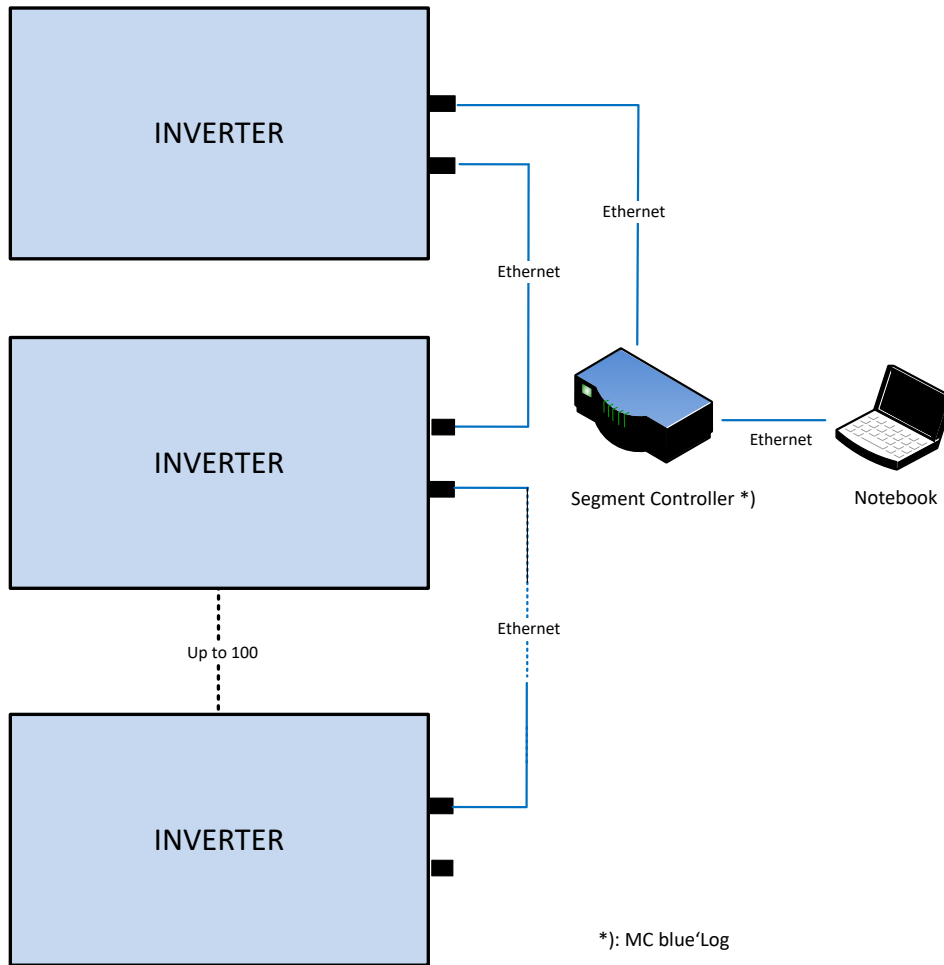 INVERTER
Ethernet
Ethernet
INVERTER
Ethernet
Segment Controller *)
Notebook
Ethernet
Up to 100
INVERTER
*): MC blue‘Log